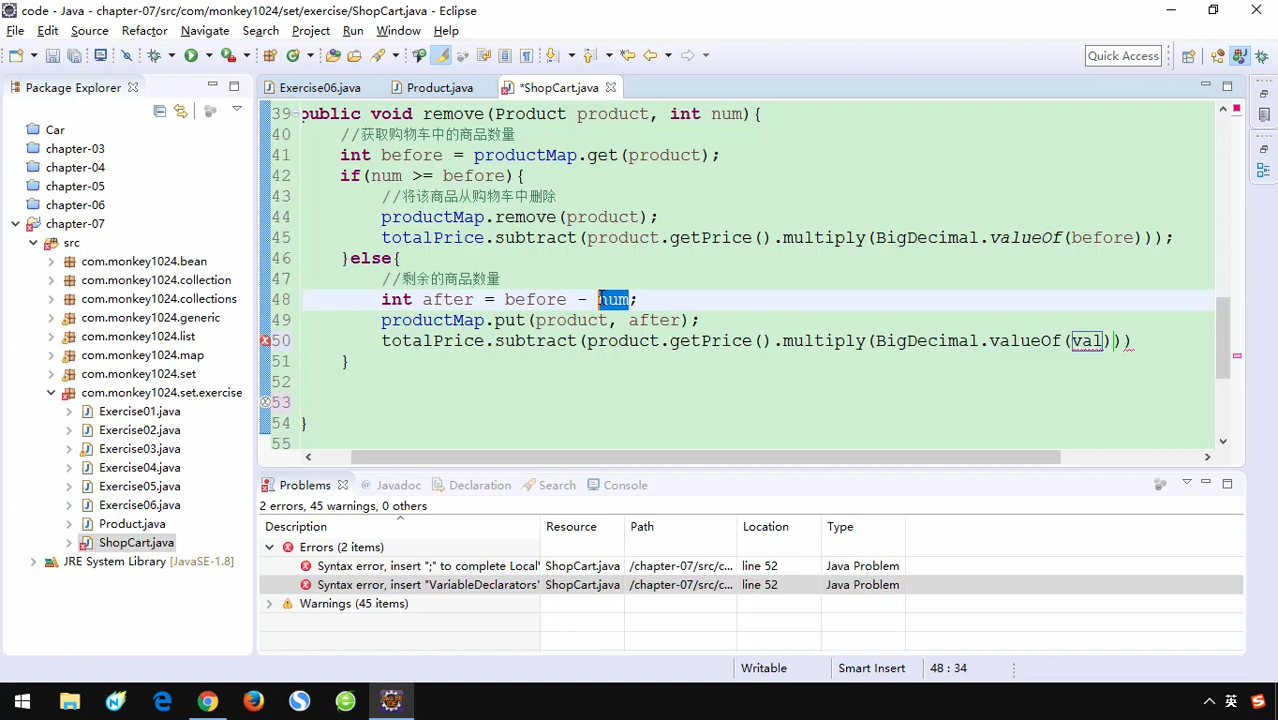 code - Java - chapter-07/src/com/monkey1024/set/exercise/ShopCart.java - Eclipse
File Edit Source Refactor Navigate Search Project Run Window Help
Quick Access
Package Explorer
Car
chapter-03
chapter-04
chapter-05
chapter-06
chapter-07
src
com.monkey1024.bean
com.monkey1024.collection
com.monkey1024.collections
com.monkey1024.generic
com.monkey1024.list
com.monkey1024.map
com.monkey1024.set
com.monkey1024.set.exercise
Exercise01.java
Exercise02.java
Exercise03.java
Exercise04.java
Exercise05.java
Exercise06.java
Product.java
ShopCart.java
JRE System Library [JavaSE-1.8]
Exercise06.java Product.java *ShopCart.java
39 public void remove(Product product, int num){
40 //获取购物车中的商品数量
41 int before = productMap.get(product);
42 if(num >= before){
43 //将该商品从购物车中删除
44 productMap.remove(product);
45 totalPrice.subtract(product.getPrice().multiply(BigDecimal.valueOf(before)));
46 }else{
47 //剩余的商品数量
48 int after = before - num;
49 productMap.put(product, after);
50 totalPrice.subtract(product.getPrice().multiply(BigDecimal.valueOf(val)))
51 }
52
53
54 }
55
Problems Javadoc Declaration Search Console
2 errors, 45 warnings, 0 others
Description Resource Path Location Type
Errors (2 items)
Syntax error, insert ";" to complete Local' ShopCart.java /chapter-07/src/c... line 52 Java Problem
Syntax error, insert "VariableDeclarators' ShopCart.java /chapter-07/src/c... line 52 Java Problem
Warnings (45 items)
Writable Smart Insert 48 : 34
英